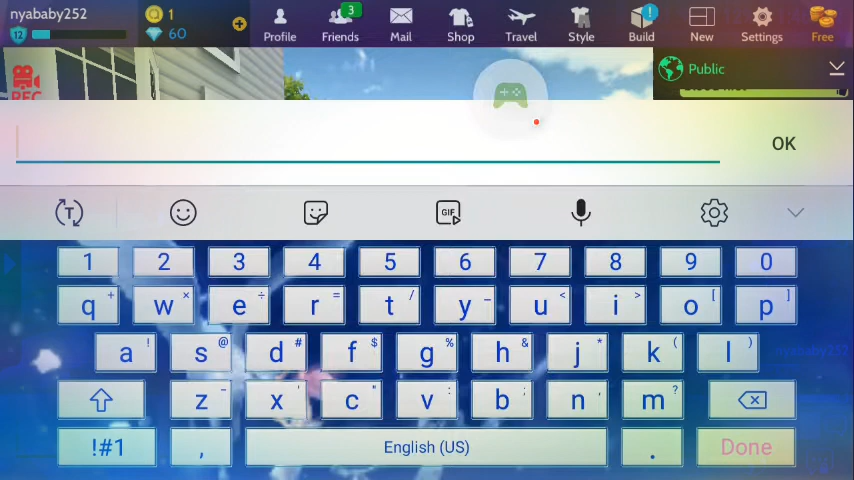 nyababy252
1
12
60
3
Profile
Friends
Mail
Shop
Travel
Style
!
Build
New
Settings
Free
REC
Public
OK
T
GIF
1 2 3 4 5 6 7 8 9 0
q + w × e ÷ r = t / y _ u < i > o [ p ]
a ! s @ d # f $ g % h & j * k ( l )
z - x ' c " v : b ; n , m ?
!#1 , English (US) . Done
nyababy252